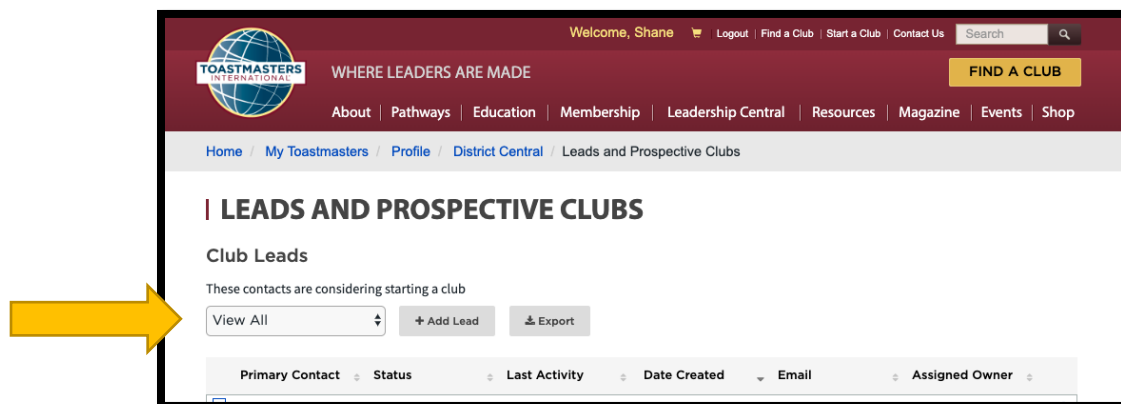 Welcome, Shane Logout | Find a Club | Start a Club | Contact Us Search
TOASTMASTERS
INTERNATIONAL
WHERE LEADERS ARE MADE
FIND A CLUB
About | Pathways | Education | Membership | Leadership Central | Resources | Magazine | Events | Shop
Home / My Toastmasters / Profile / District Central / Leads and Prospective Clubs
LEADS AND PROSPECTIVE CLUBS
Club Leads
These contacts are considering starting a club
View All + Add Lead Export
Primary Contact Status Last Activity Date Created Email Assigned Owner